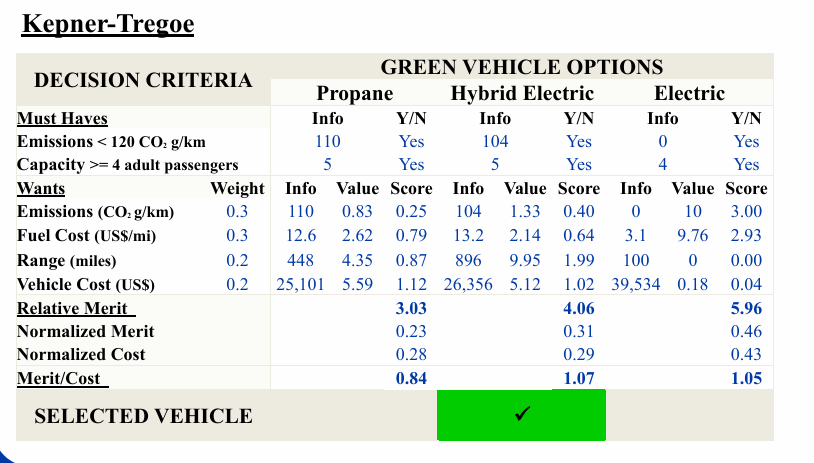 Kepner-Tregoe
DECISION CRITERIA
GREEN VEHICLE OPTIONS
Propane Hybrid Electric Electric
Must Haves Info Y/N Info Y/N Info Y/N
Emissions < 120 CO₂ g/km 110 Yes 104 Yes 0 Yes
Capacity >= 4 adult passengers 5 Yes 5 Yes 4 Yes
Wants Weight Info Value Score Info Value Score Info Value Score
Emissions (CO₂ g/km) 0.3 110 0.83 0.25 104 1.33 0.40 0 10 3.00
Fuel Cost (US$/mi) 0.3 12.6 2.62 0.79 13.2 2.14 0.64 3.1 9.76 2.93
Range (miles) 0.2 448 4.35 0.87 896 9.95 1.99 100 0 0.00
Vehicle Cost (US$) 0.2 25,101 5.59 1.12 26,356 5.12 1.02 39,534 0.18 0.04
Relative Merit 3.03 4.06 5.96
Normalized Merit 0.23 0.31 0.46
Normalized Cost 0.28 0.29 0.43
Merit/Cost 0.84 1.07 1.05
SELECTED VEHICLE ✓